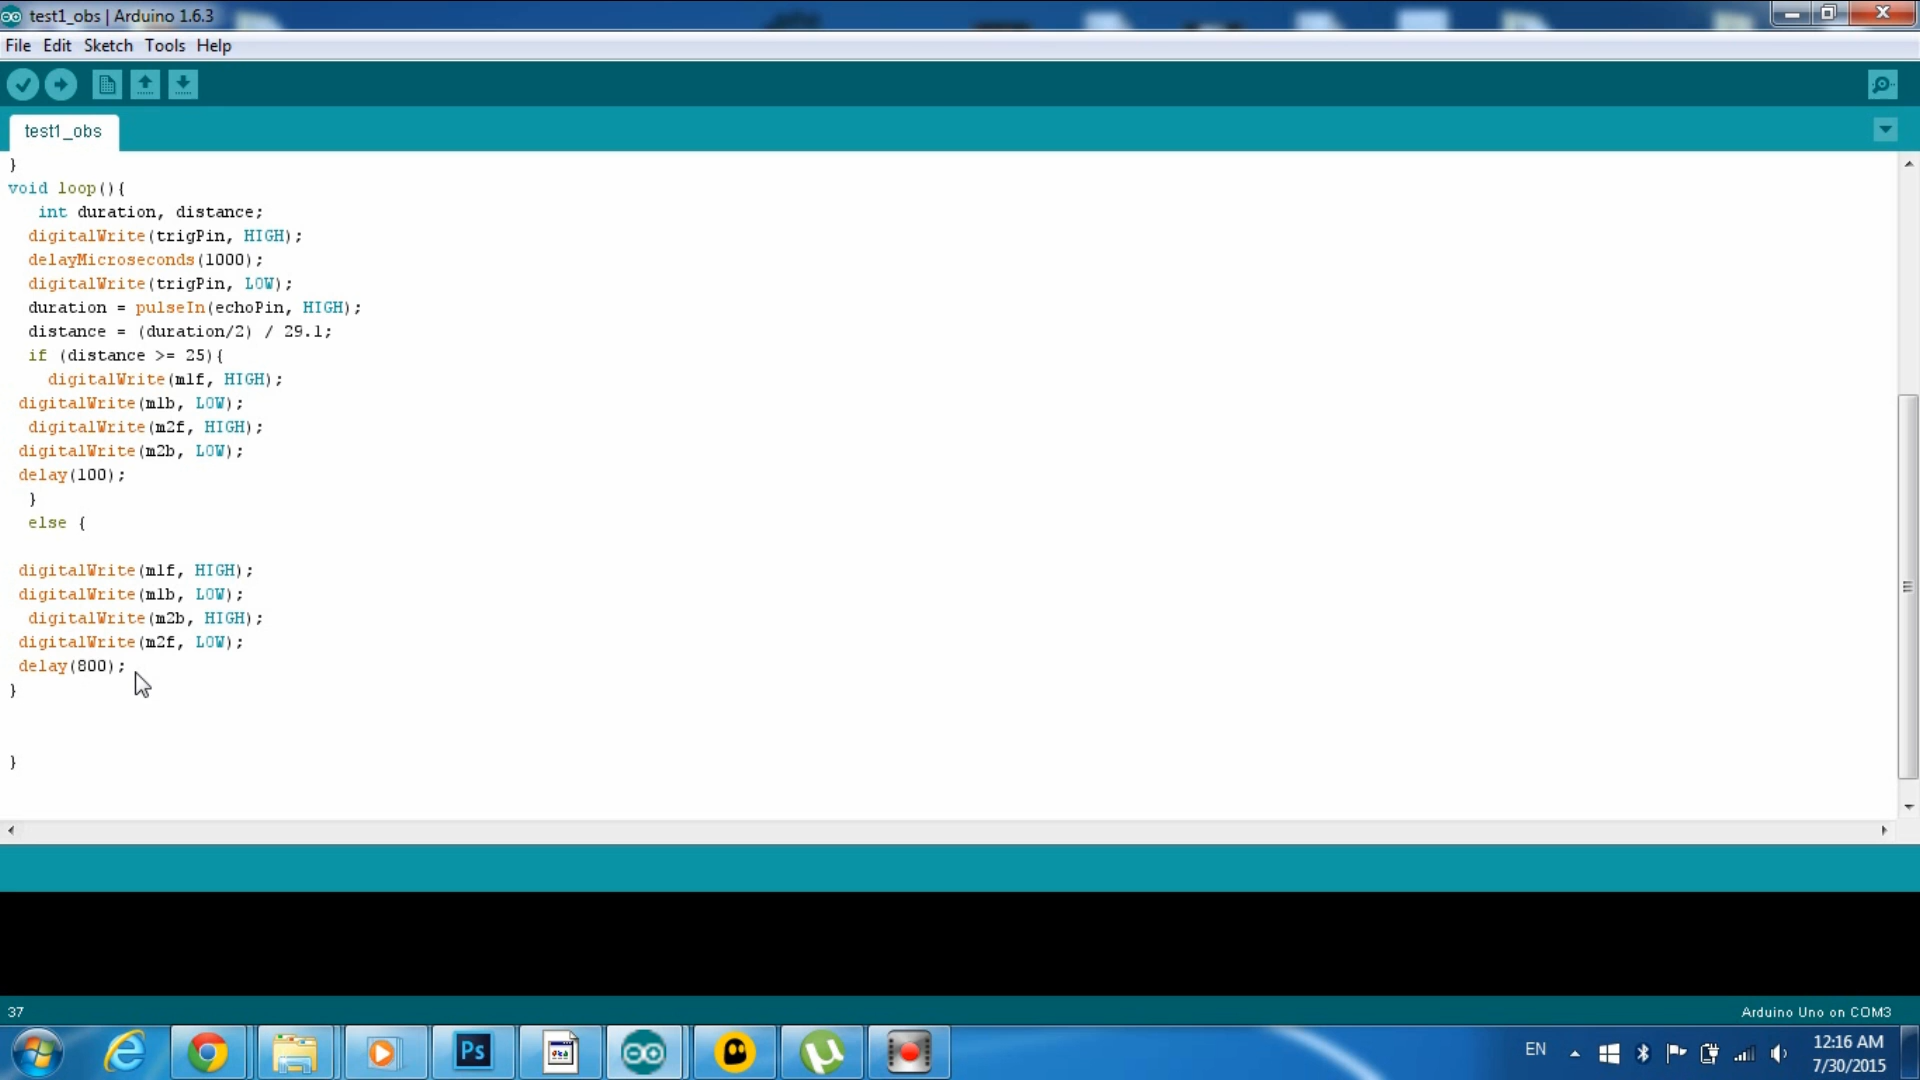 test1_obs | Arduino 1.6.3
File Edit Sketch Tools Help
test1_obs
}
void loop(){
int duration, distance;
digitalWrite(trigPin, HIGH);
delayMicroseconds(1000);
digitalWrite(trigPin, LOW);
duration = pulseIn(echoPin, HIGH);
distance = (duration/2) / 29.1;
if (distance >= 25){
digitalWrite(m1f, HIGH);
digitalWrite(m1b, LOW);
digitalWrite(m2f, HIGH);
digitalWrite(m2b, LOW);
delay(100);
}
else {
digitalWrite(m1f, HIGH);
digitalWrite(m1b, LOW);
digitalWrite(m2b, HIGH);
digitalWrite(m2f, LOW);
delay(800);
}
}
37
Arduino Uno on COM3
Ps
EN
12:16 AM
7/30/2015